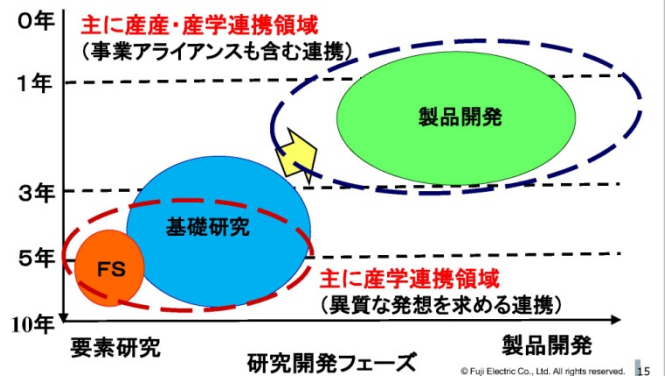 0年
主に産産・産学連携領域
(事業アライアンスも含む連携)
1年
製品開発
3年
基礎研究
5年
FS
主に産学連携領域
(異質な発想を求める連携)
10年
要素研究
研究開発フェーズ
製品開発
© Fuji Electric Co., Ltd. All rights reserved.
15